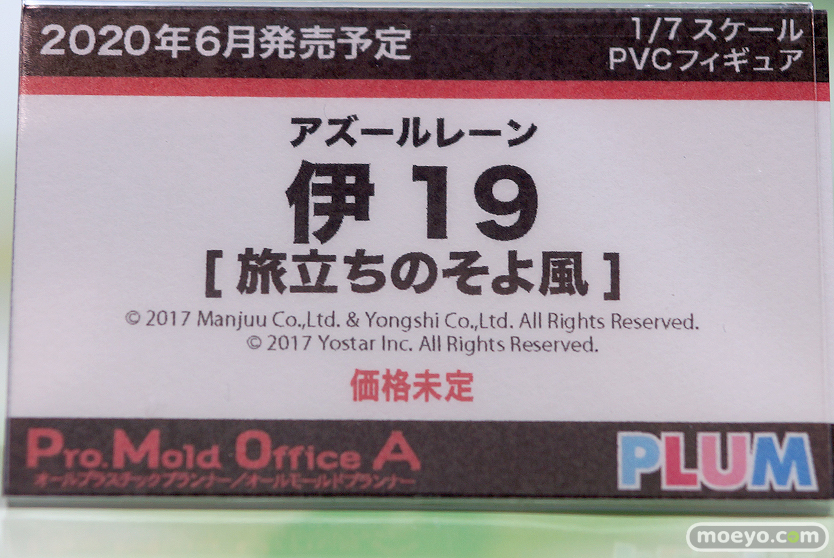 2020年6月発売予定
1/7 スケール
PVCフィギュア
アズールレーン
伊 19
[ 旅立ちのそよ風 ]
© 2017 Manjuu Co.,Ltd. & Yongshi Co.,Ltd. All Rights Reserved.
© 2017 Yostar Inc. All Rights Reserved.
価格未定
Pro.Mold Office A
オールプラスチックプランナー/オールモールドプランナー
PLUM
moeyo.com